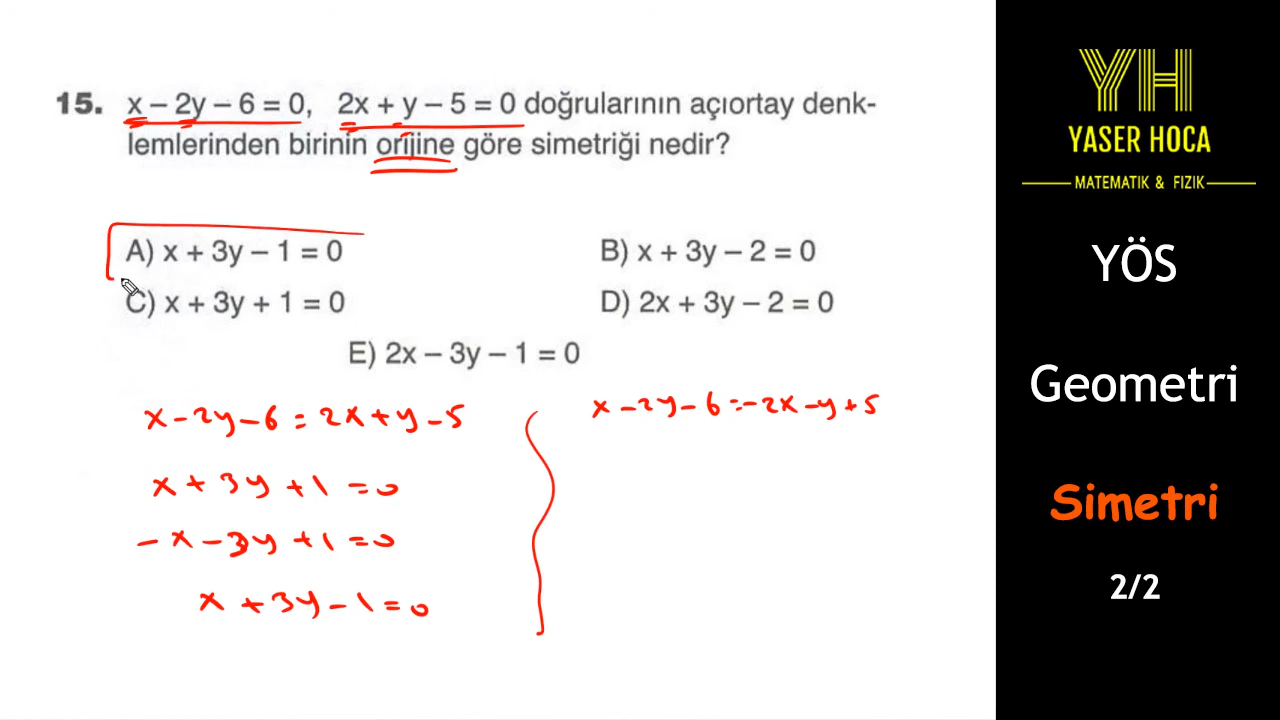 15. x – 2y – 6 = 0, 2x + y – 5 = 0 doğrularının açıortay denk-
lemlerinden birinin orijine göre simetriği nedir?
A) x + 3y – 1 = 0
B) x + 3y – 2 = 0
C) x + 3y + 1 = 0
D) 2x + 3y – 2 = 0
E) 2x – 3y – 1 = 0
x – 2y – 6 = 2x + y – 5
x + 3y + 1 = 0
– x – 3y + 1 = 0
x + 3y – 1 = 0
x – 2y – 6 = – 2x – y + 5
YH
YASER HOCA
MATEMATIK & FIZIK
YÖS
Geometri
Simetri
2/2